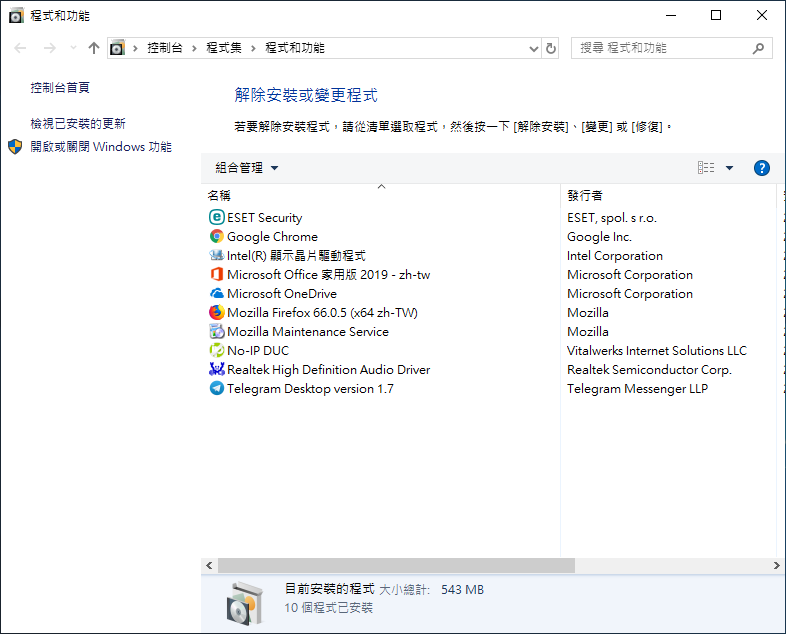 程式和功能
控制台 › 程式集 › 程式和功能
搜尋 程式和功能
控制台首頁
檢視已安裝的更新
開啟或關閉 Windows 功能
解除安裝或變更程式
若要解除安裝程式，請從清單選取程式，然後按一下 [解除安裝]、[變更] 或 [修復]。
組合管理
名稱 發行者
ESET Security ESET, spol. s r.o.
Google Chrome Google Inc.
Intel(R) 顯示晶片驅動程式 Intel Corporation
Microsoft Office 家用版 2019 - zh-tw Microsoft Corporation
Microsoft OneDrive Microsoft Corporation
Mozilla Firefox 66.0.5 (x64 zh-TW) Mozilla
Mozilla Maintenance Service Mozilla
No-IP DUC Vitalwerks Internet Solutions LLC
Realtek High Definition Audio Driver Realtek Semiconductor Corp.
Telegram Desktop version 1.7 Telegram Messenger LLP
目前安裝的程式 大小總計: 543 MB
10 個程式已安裝